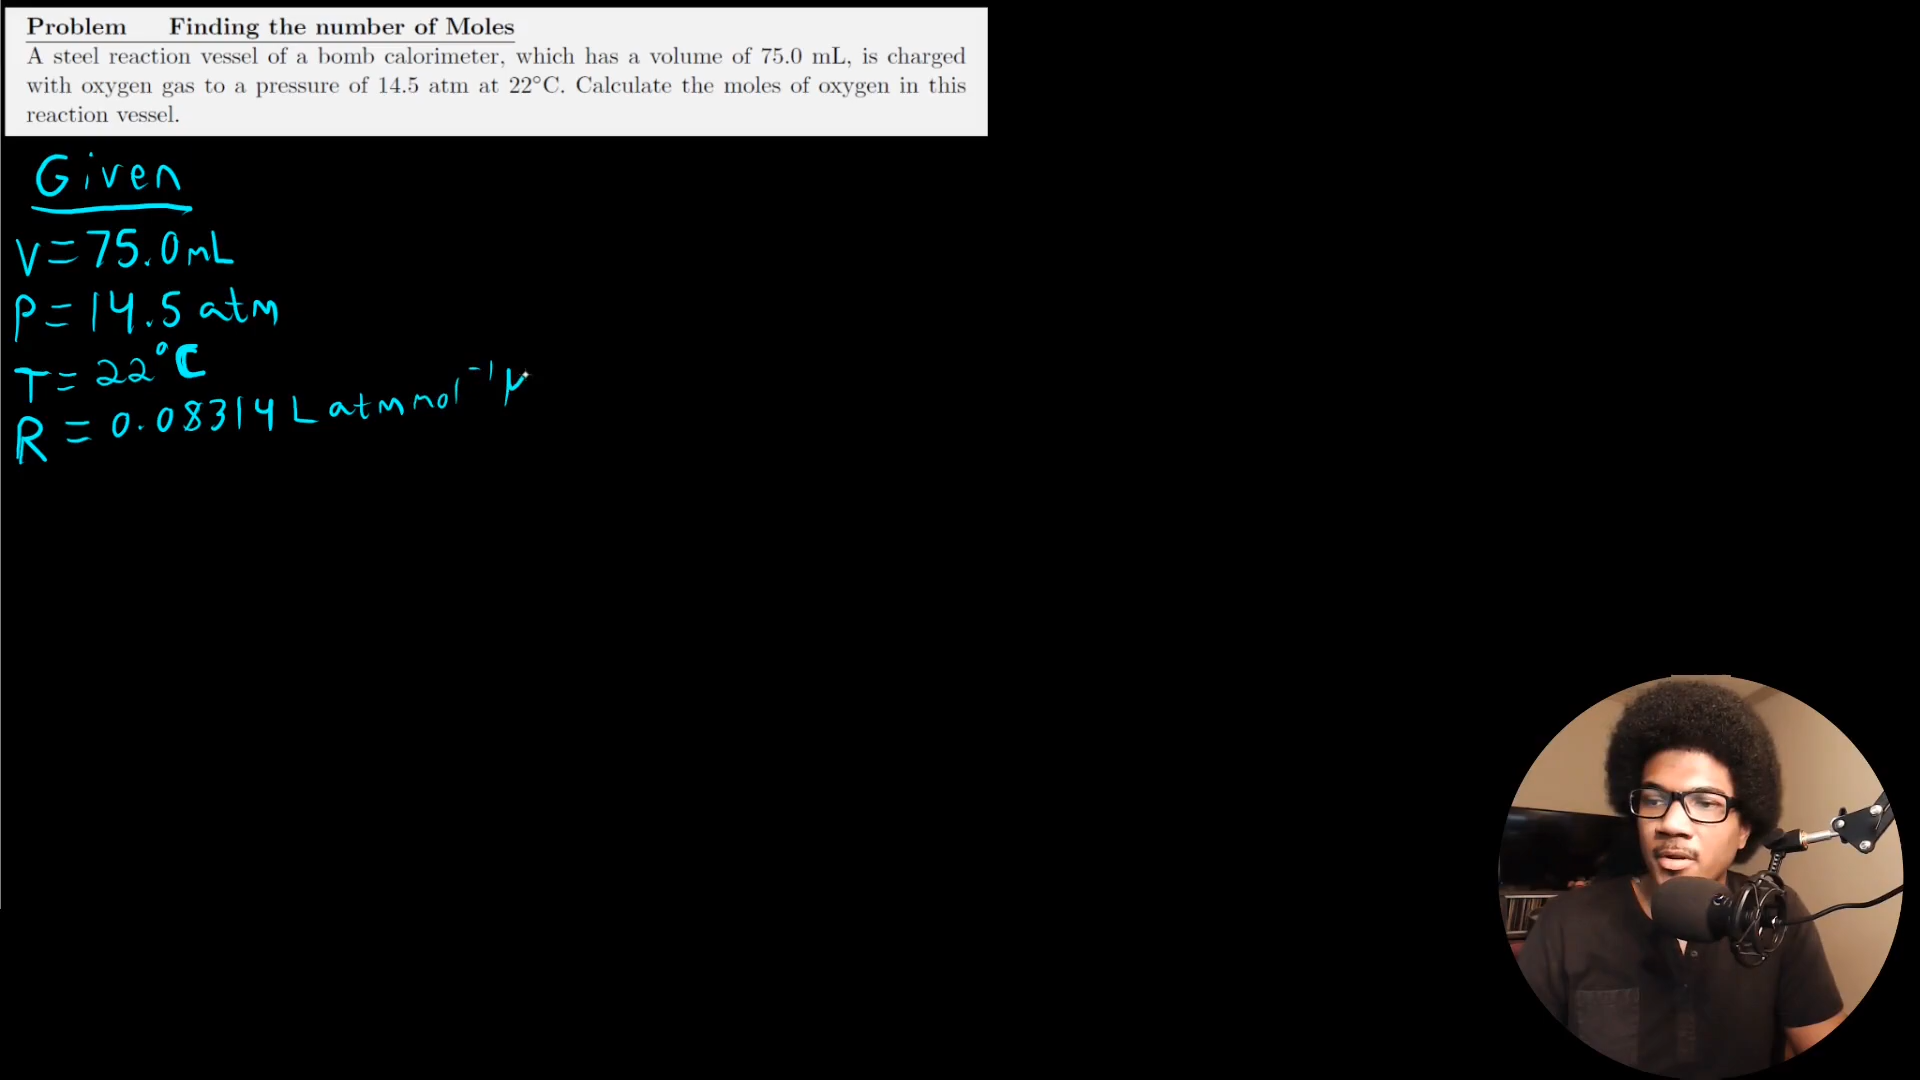 Problem Finding the number of Moles
A steel reaction vessel of a bomb calorimeter, which has a volume of 75.0 mL, is charged
with oxygen gas to a pressure of 14.5 atm at 22°C. Calculate the moles of oxygen in this
reaction vessel.
Given
V=75.0mL
P=14.5 atm
T=22°C
R=0.08314 L atm mol⁻¹